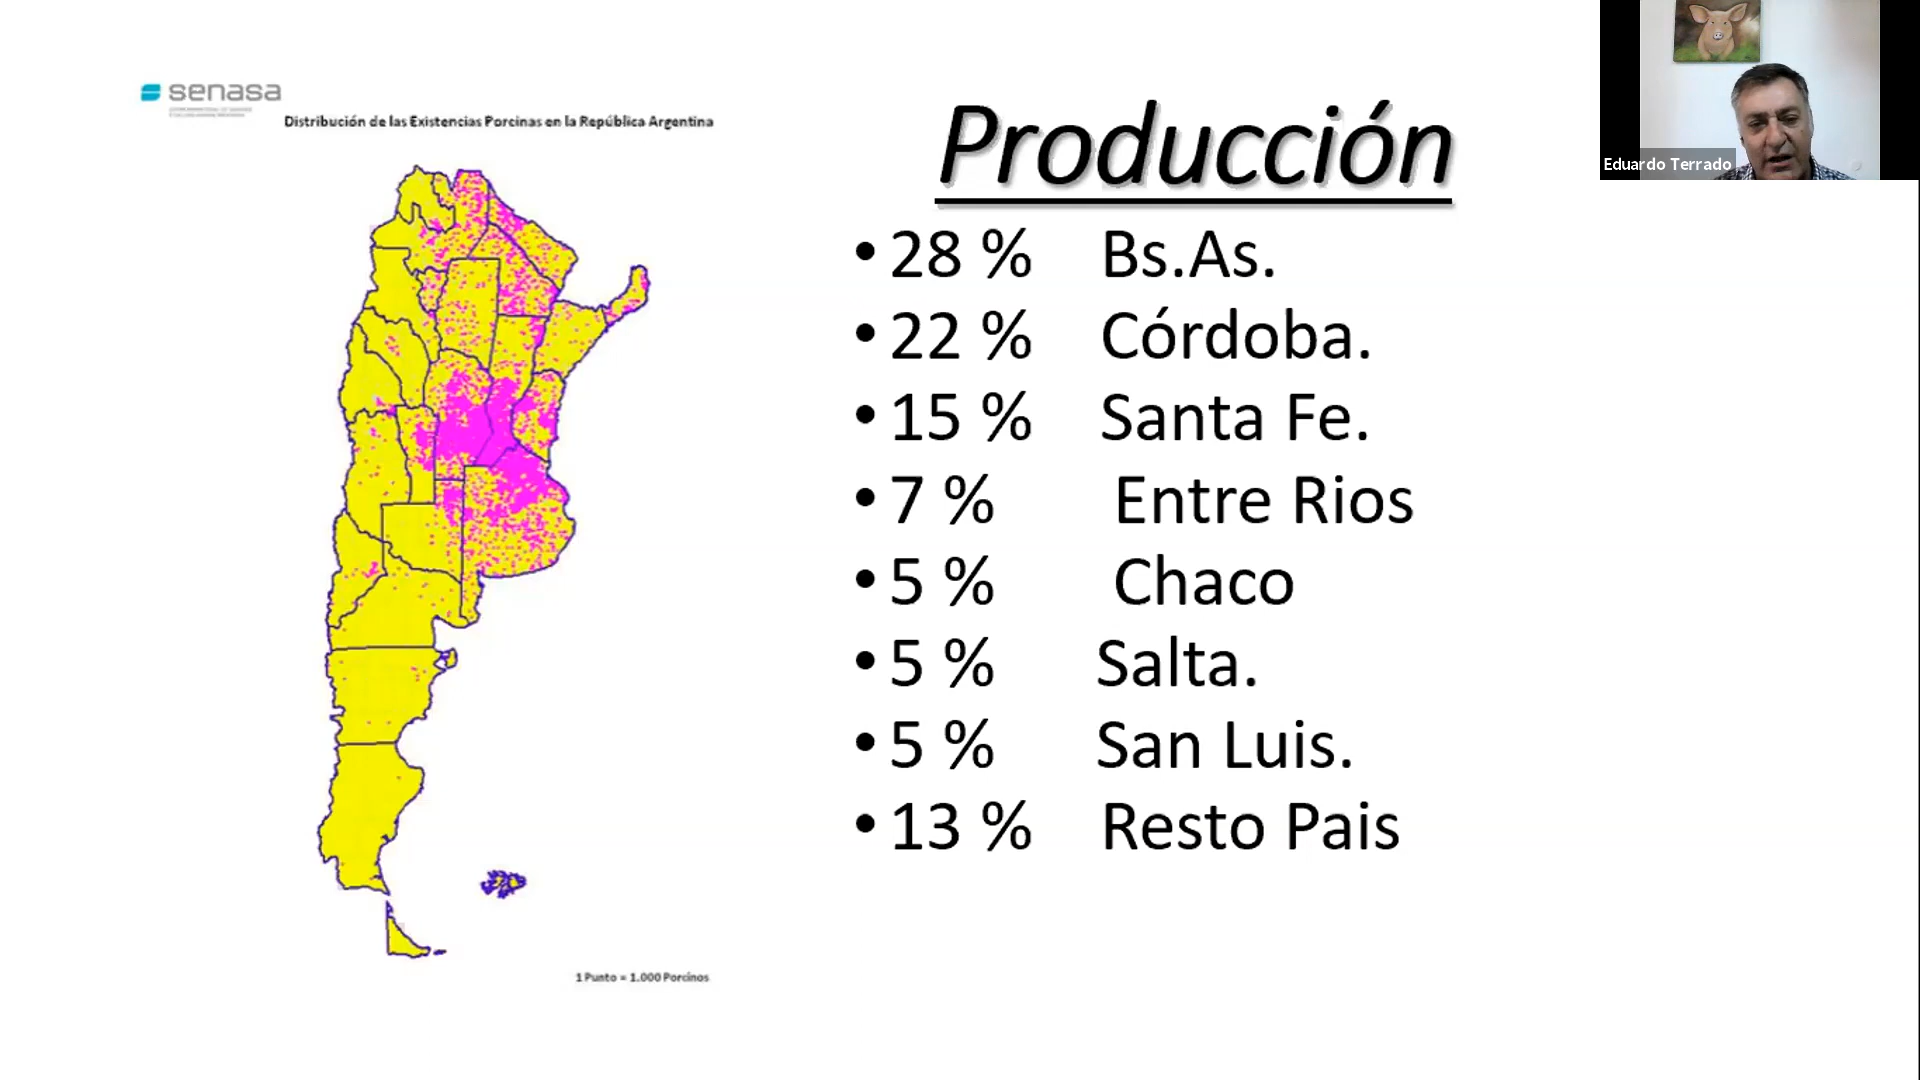 senasa
Distribución de las Existencias Porcinas en la República Argentina
1 Punto = 1.000 Porcinos
Producción
• 28 % Bs.As.
• 22 % Córdoba.
• 15 % Santa Fe.
• 7 % Entre Rios
• 5 % Chaco
• 5 % Salta.
• 5 % San Luis.
• 13 % Resto Pais
Eduardo Terrado